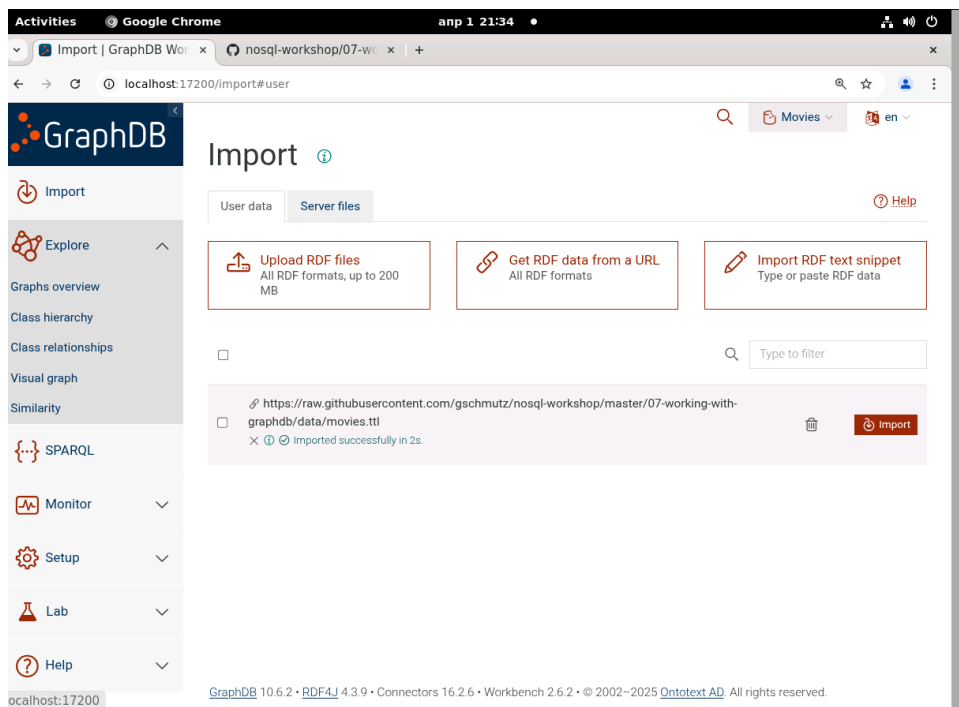 Activities
Google Chrome
апр 1 21:34
Import | GraphDB Wor
nosql-workshop/07-wo
localhost:17200/import#user
GraphDB
Movies
en
Import
Import
Explore
Graphs overview
Class hierarchy
Class relationships
Visual graph
Similarity
SPARQL
Monitor
Setup
Lab
Help
ocalhost:17200
User data
Server files
Help
Upload RDF files
All RDF formats, up to 200
MB
Get RDF data from a URL
All RDF formats
Import RDF text snippet
Type or paste RDF data
Type to filter
https://raw.githubusercontent.com/gschmutz/nosql-workshop/master/07-working-with-
graphdb/data/movies.ttl
Imported successfully in 2s.
Import
GraphDB 10.6.2 • RDF4J 4.3.9 • Connectors 16.2.6 • Workbench 2.6.2 • © 2002–2025 Ontotext AD. All rights reserved.